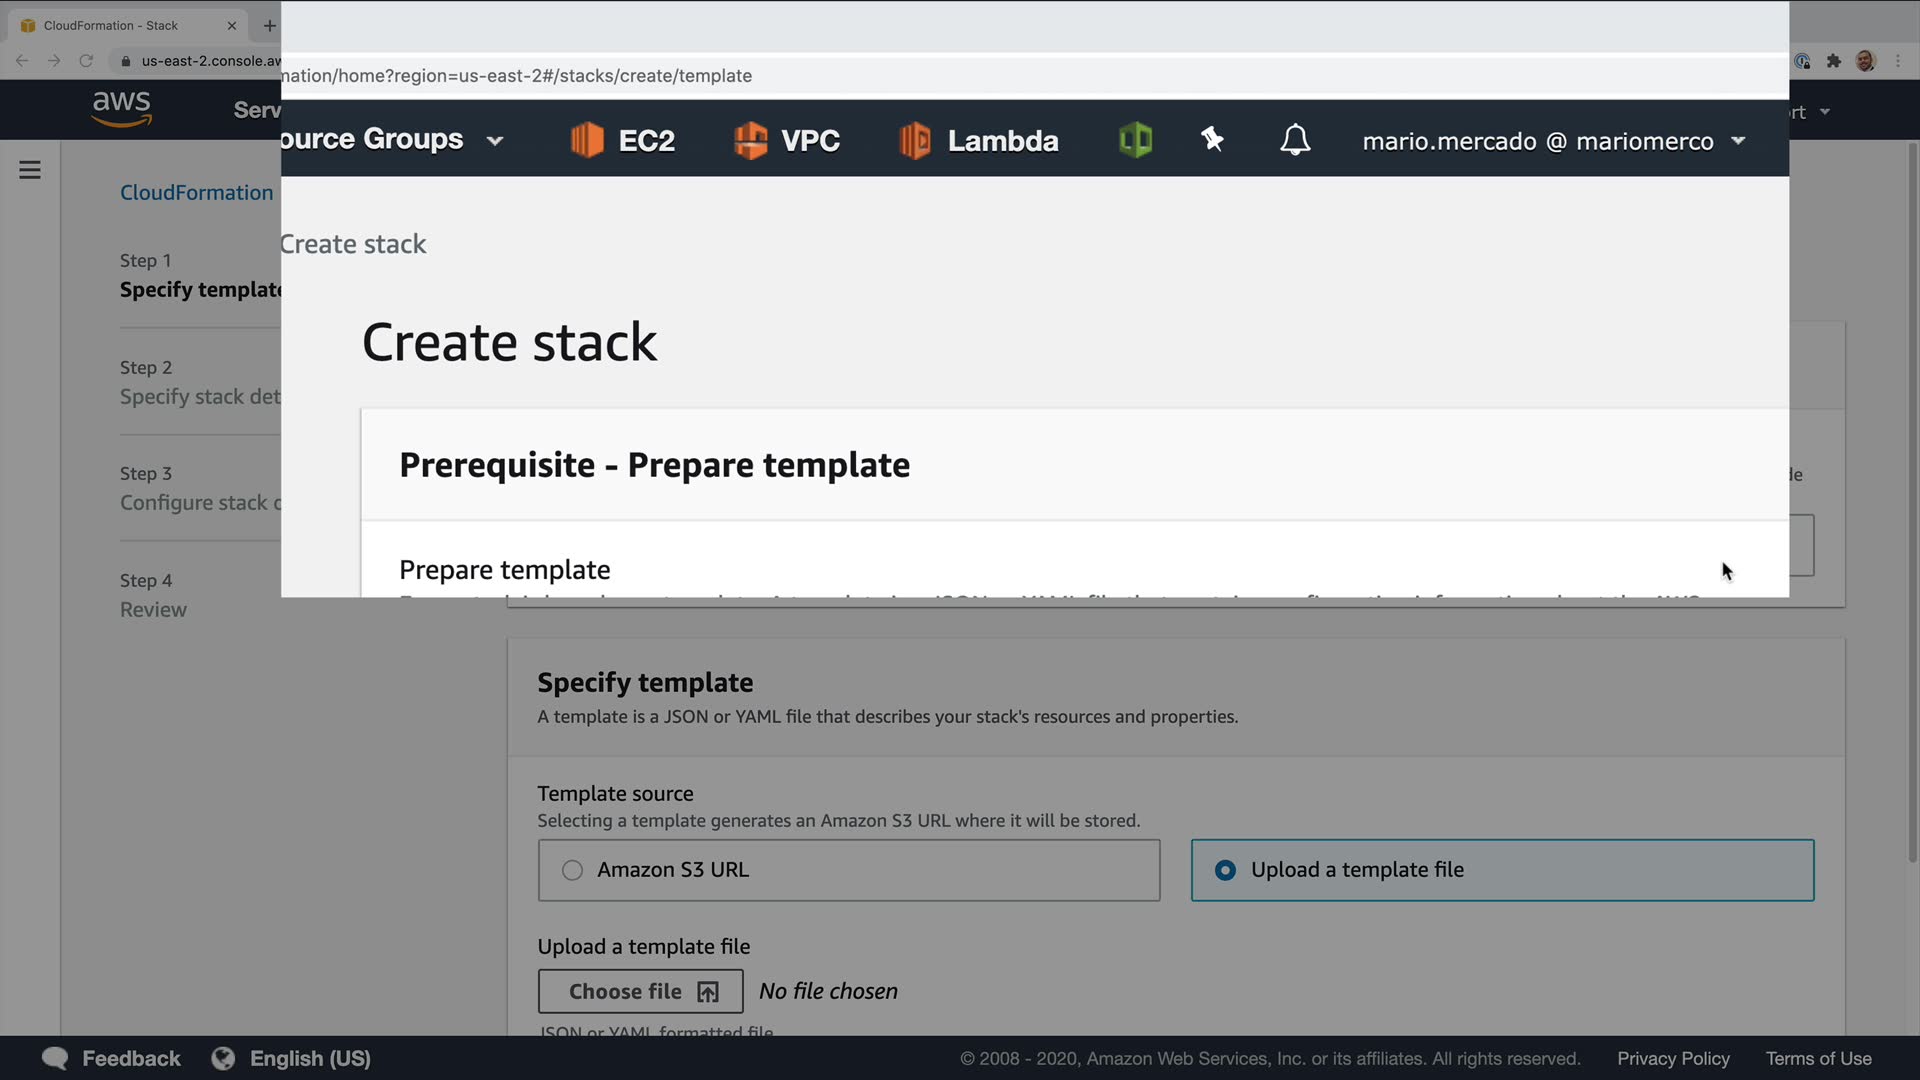 CloudFormation - Stack
us-east-2.console.aw
mation/home?region=us-east-2#/stacks/create/template
aws
Serv
ource Groups
EC2
VPC
Lambda
mario.mercado @ mariomerco
rt
CloudFormation
Create stack
Step 1
Specify template
Step 2
Specify stack det
Step 3
Configure stack o
Step 4
Review
Create stack
Prerequisite - Prepare template
Prepare template
de
Specify template
A template is a JSON or YAML file that describes your stack's resources and properties.
Template source
Selecting a template generates an Amazon S3 URL where it will be stored.
Amazon S3 URL
Upload a template file
Upload a template file
Choose file
No file chosen
JSON or YAML formatted file
Feedback
English (US)
© 2008 - 2020, Amazon Web Services, Inc. or its affiliates. All rights reserved.
Privacy Policy
Terms of Use